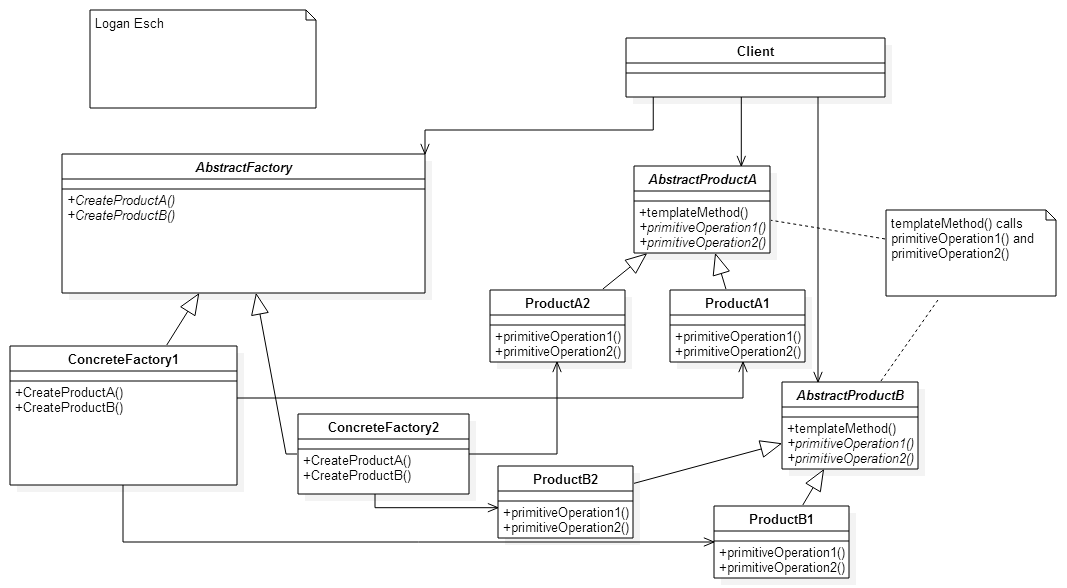 Logan Esch
Client
AbstractFactory
+CreateProductA()
+CreateProductB()
AbstractProductA
+templateMethod()
+primitiveOperation1()
+primitiveOperation2()
templateMethod() calls
primitiveOperation1() and
primitiveOperation2()
ProductA2
+primitiveOperation1()
+primitiveOperation2()
ProductA1
+primitiveOperation1()
+primitiveOperation2()
ConcreteFactory1
+CreateProductA()
+CreateProductB()
AbstractProductB
+templateMethod()
+primitiveOperation1()
+primitiveOperation2()
ConcreteFactory2
+CreateProductA()
+CreateProductB()
ProductB2
+primitiveOperation1()
+primitiveOperation2()
ProductB1
+primitiveOperation1()
+primitiveOperation2()